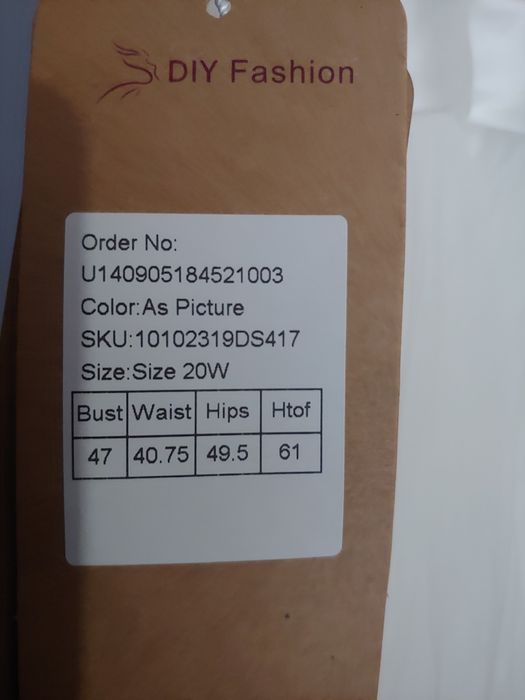 DIY Fashion
Order No:
U140905184521003
Color:As Picture
SKU:10102319DS417
Size:Size 20W
Bust Waist Hips Htof
47 40.75 49.5 61